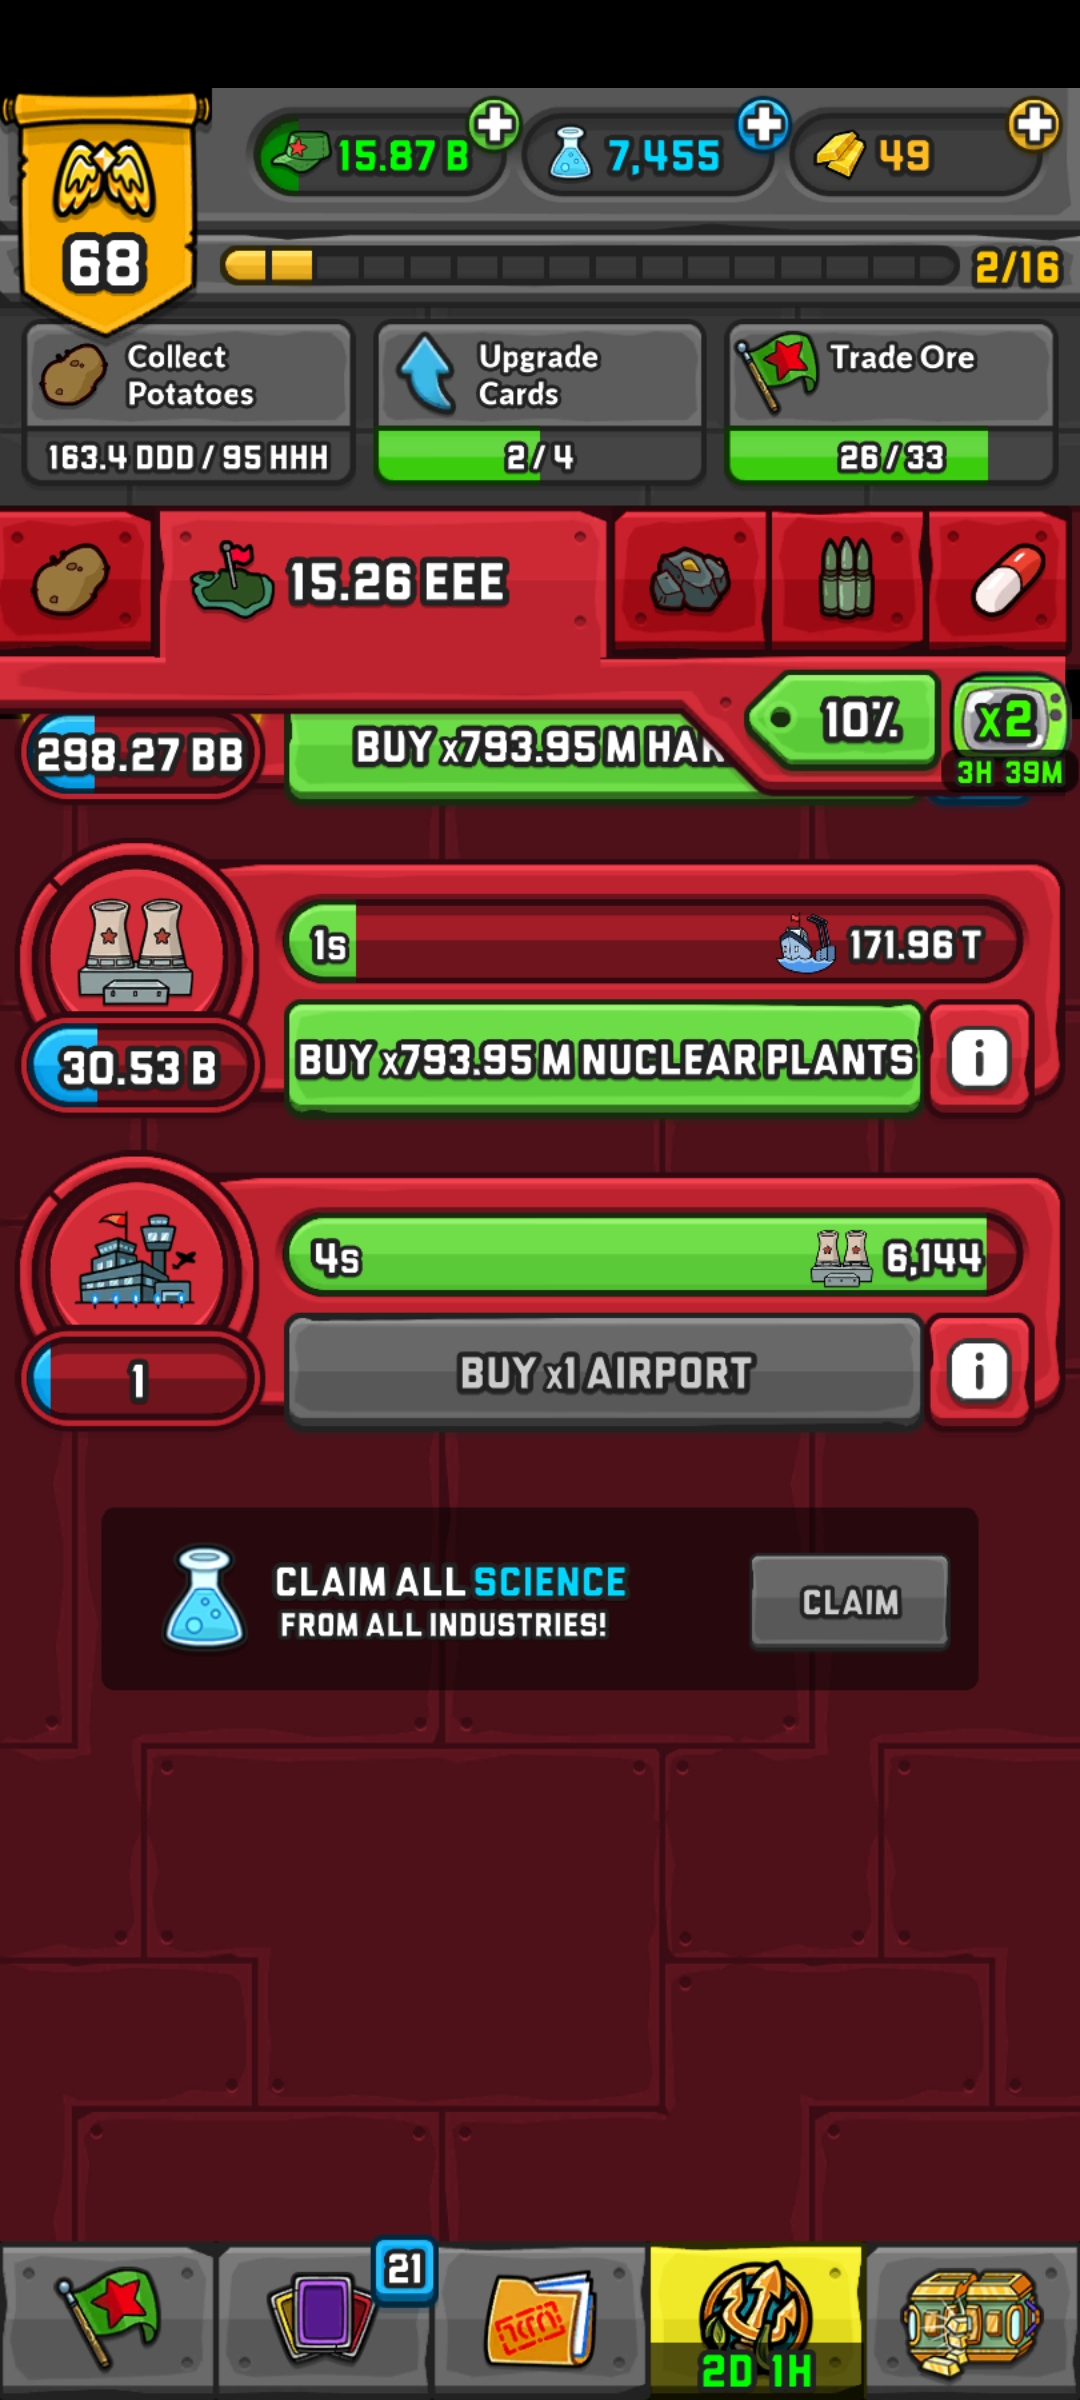 15.87 B
7,455
49
68
2/16
Collect
Potatoes
163.4 DDD / 95 HHH
Upgrade
Cards
2/4
Trade Ore
26/33
15.26 EEE
10%
x2
3H 39M
298.27 BB
BUY x793.95 M HAR
1s
171.96 T
30.53 B
BUY x793.95 M NUCLEAR PLANTS
i
4s
6,144
1
BUY x1 AIRPORT
i
CLAIM ALL SCIENCE
FROM ALL INDUSTRIES!
CLAIM
21
2D 1H